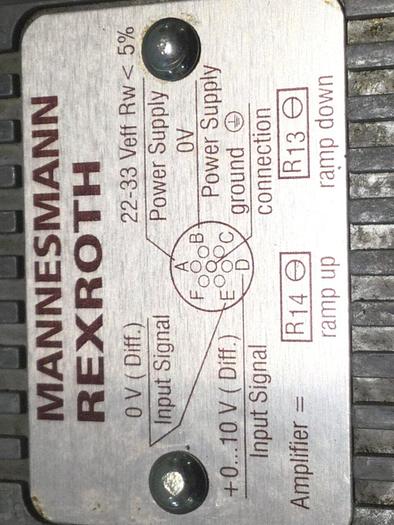 MANNESMANN
REXROTH
22-33 Veff Rw < 5%
Power Supply
0V
Power Supply
ground ⏚
connection
0 V (Diff.)
Input Signal
+0...10 V (Diff.)
Input Signal
A
B
C
D
E
F
Amplifier =
R14 ⊖
ramp up
R13 ⊖
ramp down